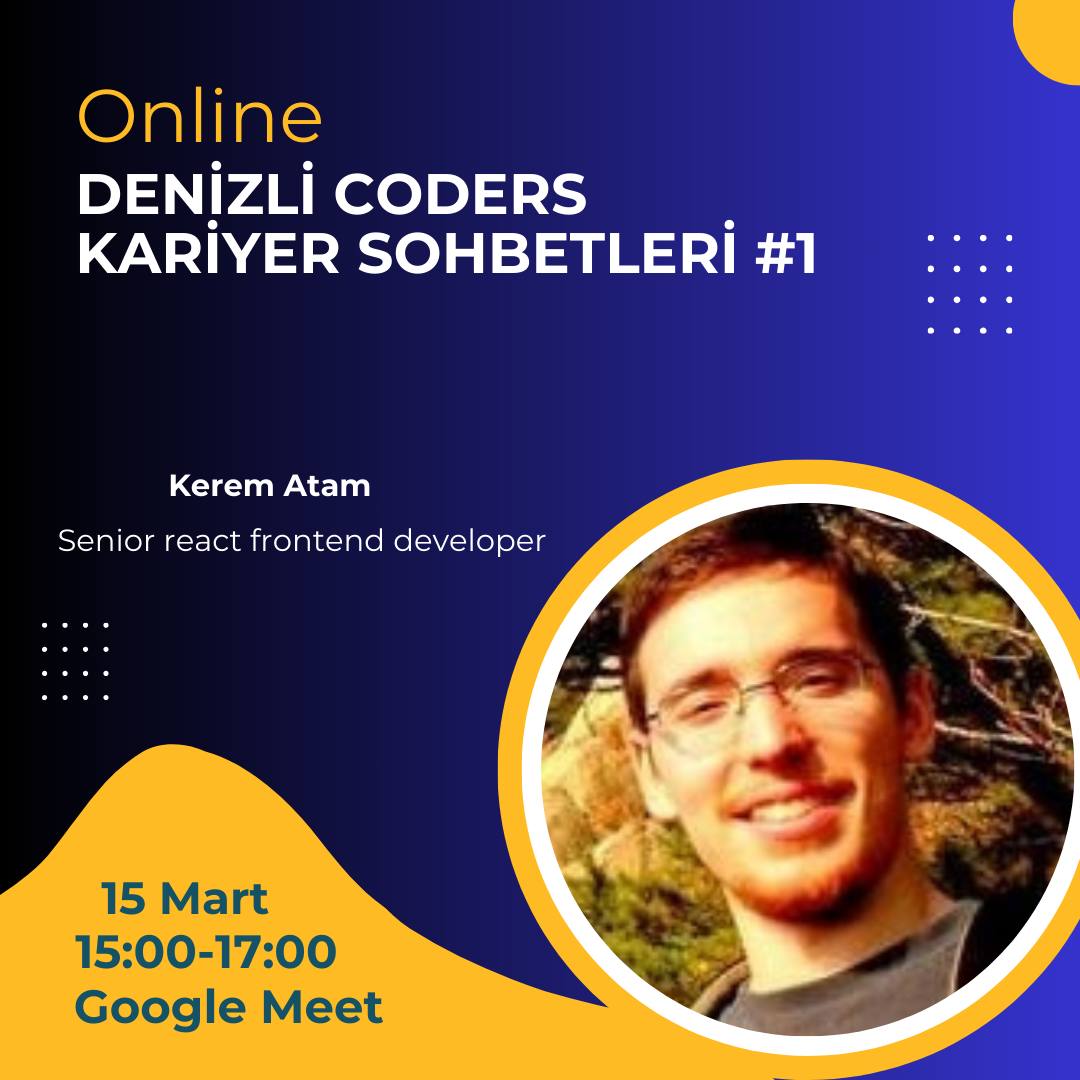 Online
DENİZLİ CODERS
KARİYER SOHBETLERİ #1
Kerem Atam
Senior react frontend developer
15 Mart
15:00-17:00
Google Meet